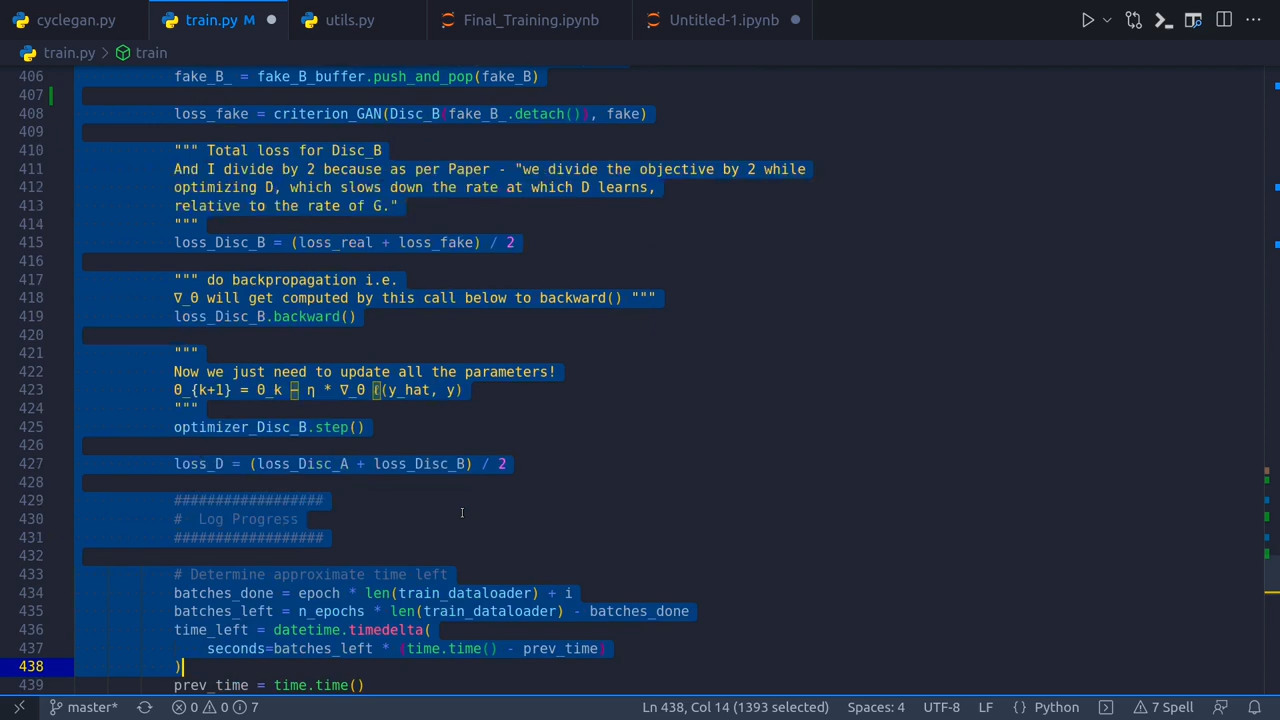 cyclegan.py train.py M utils.py Final_Training.ipynb Untitled-1.ipynb
train.py > train
406 fake_B_ = fake_B_buffer.push_and_pop(fake_B)
407
408 loss_fake = criterion_GAN(Disc_B(fake_B_.detach()), fake)
409
410 """ Total loss for Disc_B
411 And I divide by 2 because as per Paper - "we divide the objective by 2 while
412 optimizing D, which slows down the rate at which D learns,
413 relative to the rate of G."
414 """
415 loss_Disc_B = (loss_real + loss_fake) / 2
416
417 """ do backpropagation i.e.
418 ∇_Θ will get computed by this call below to backward() """
419 loss_Disc_B.backward()
420
421 """
422 Now we just need to update all the parameters!
423 Θ_{k+1} = Θ_k − η * ∇_Θ ℓ(y_hat, y)
424 """
425 optimizer_Disc_B.step()
426
427 loss_D = (loss_Disc_A + loss_Disc_B) / 2
428
429 ##################
430 #  Log Progress
431 ##################
432
433 # Determine approximate time left
434 batches_done = epoch * len(train_dataloader) + i
435 batches_left = n_epochs * len(train_dataloader) - batches_done
436 time_left = datetime.timedelta(
437 seconds=batches_left * (time.time() - prev_time)
438 )
439 prev_time = time.time()
master* 0 0 7 Ln 438, Col 14 (1393 selected) Spaces: 4 UTF-8 LF {} Python 7 Spell